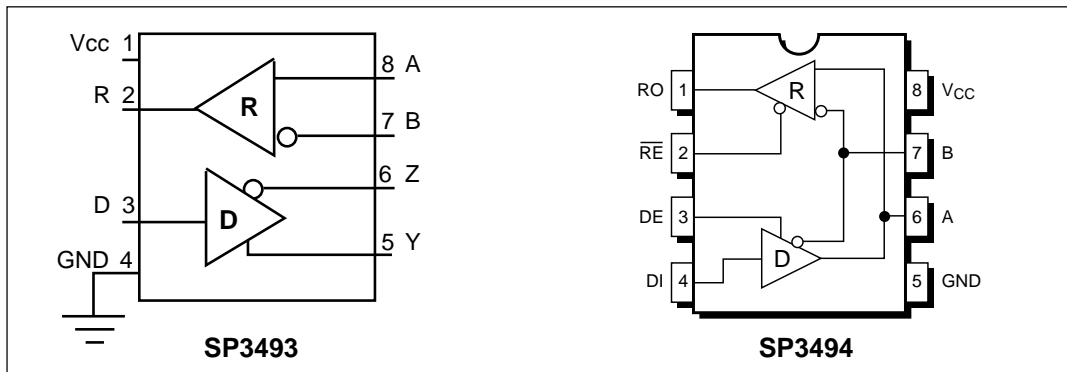 Vcc 1
R 2
D 3
GND 4
R
D
8 A
7 B
6 Z
5 Y
SP3493
RO 1
RE 2
DE 3
DI 4
R
D
8 VCC
7 B
6 A
5 GND
SP3494